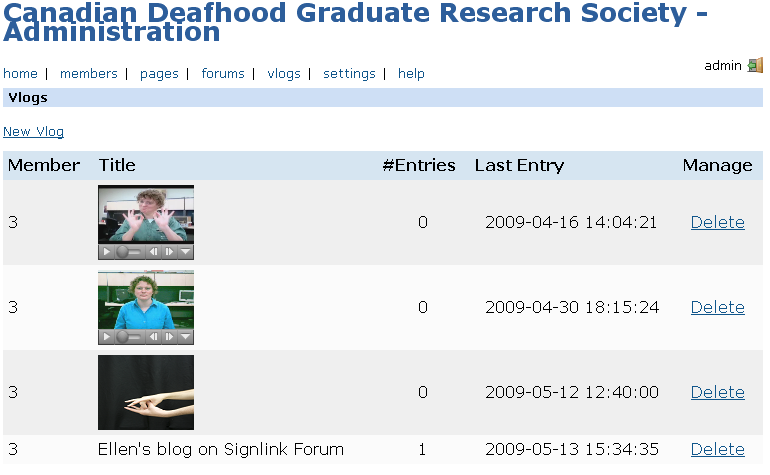 Canadian Deafhood Graduate Research Society -
Administration
admin
home | members | pages | forums | vlogs | settings | help
Vlogs
New Vlog
Member Title #Entries Last Entry Manage
3 0 2009-04-16 14:04:21 Delete
3 0 2009-04-30 18:15:24 Delete
3 0 2009-05-12 12:40:00 Delete
3 Ellen's blog on Signlink Forum 1 2009-05-13 15:34:35 Delete